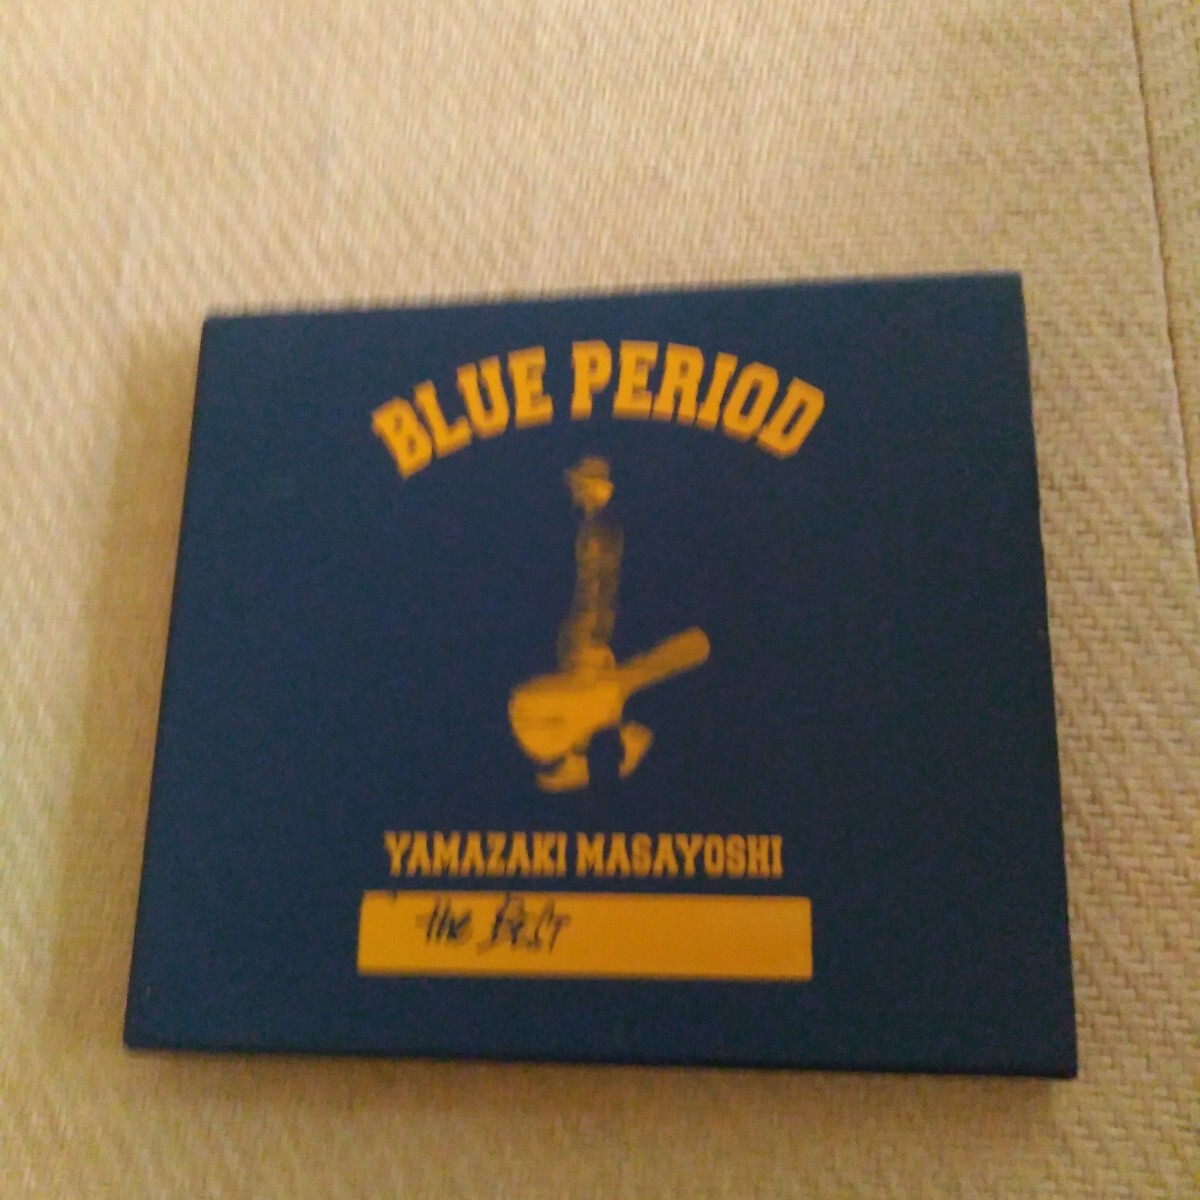 BLUE PERIOD
YAMAZAKI MASAYOSHI
the BEST